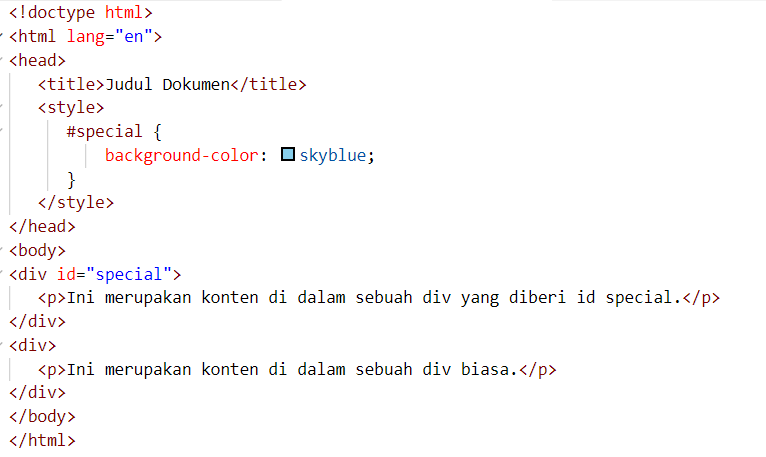 <!doctype html>
<html lang="en">
<head>
    <title>Judul Dokumen</title>
    <style>
        #special {
            background-color: skyblue;
        }
    </style>
</head>
<body>
<div id="special">
    <p>Ini merupakan konten di dalam sebuah div yang diberi id special.</p>
</div>
<div>
    <p>Ini merupakan konten di dalam sebuah div biasa.</p>
</div>
</body>
</html>